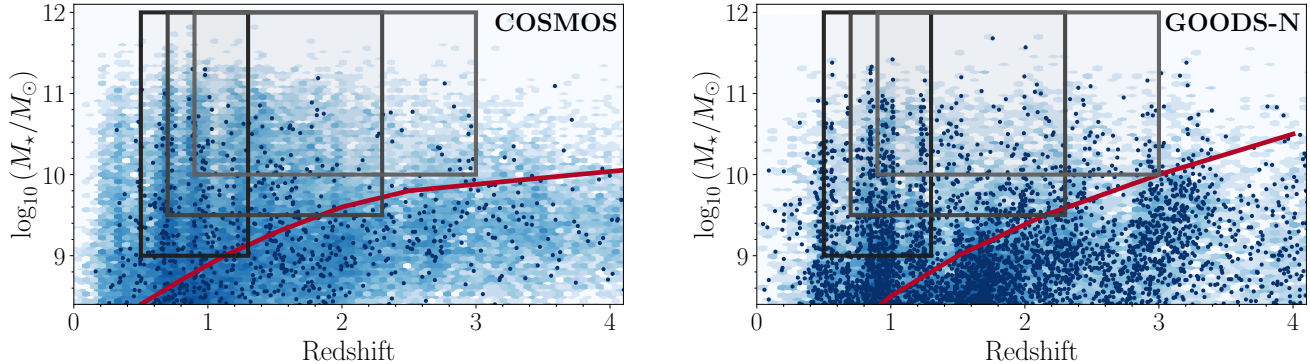 COSMOS
log₁₀ (M⋆/M⊙)
12
11
10
9
0 1 2 3 4
Redshift
GOODS-N
log₁₀ (M⋆/M⊙)
12
11
10
9
0 1 2 3 4
Redshift